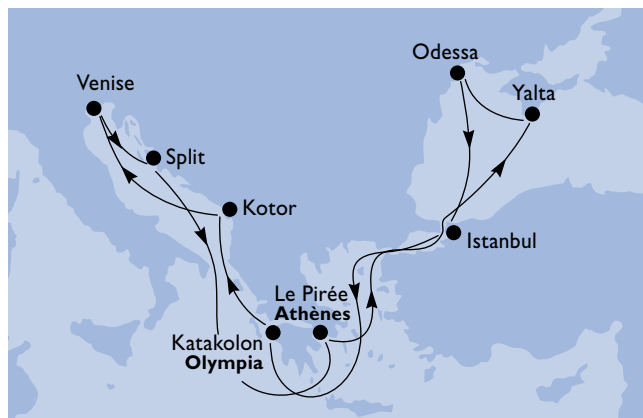 Odessa
Venise
Yalta
Split
Kotor
Istanbul
Le Pirée
Athènes
Katakolon
Olympia